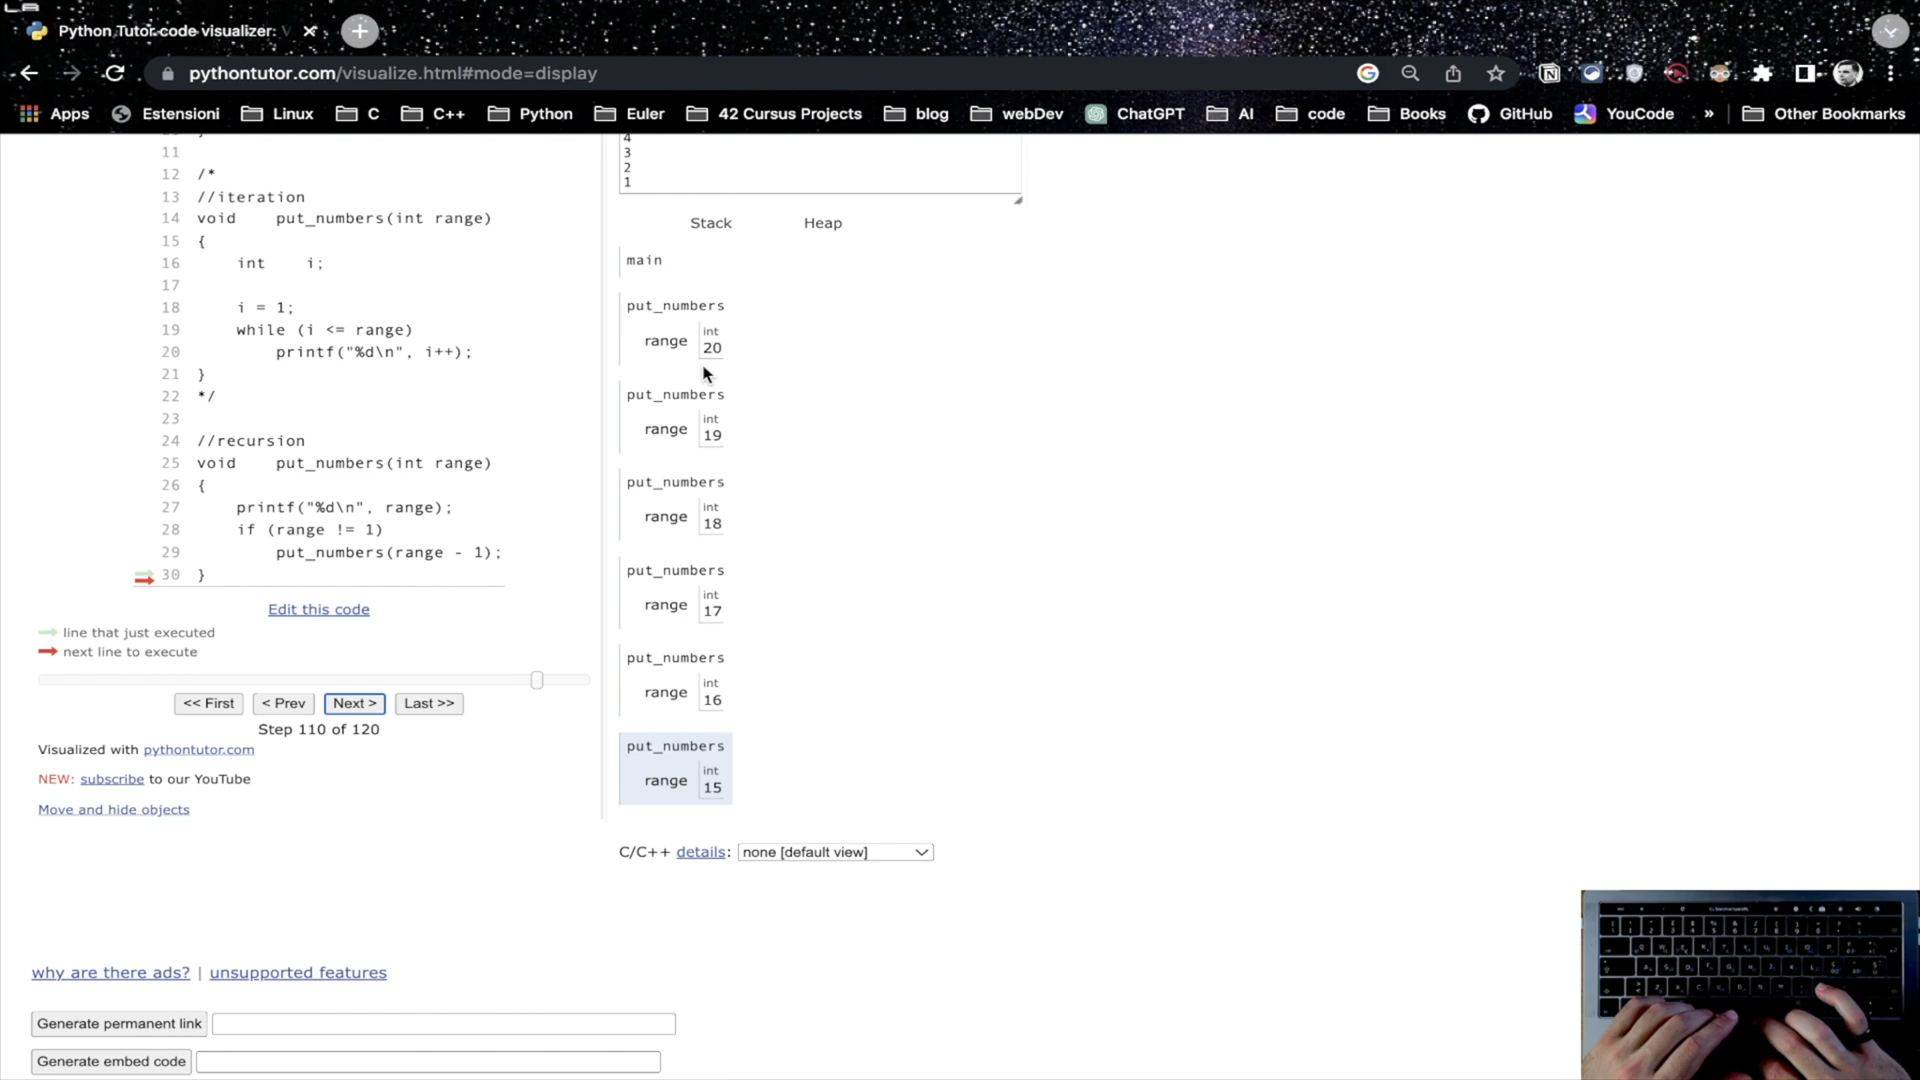 Python Tutor code visualizer: V
pythontutor.com/visualize.html#mode=display
Apps Estensioni Linux C C++ Python Euler 42 Cursus Projects blog webDev ChatGPT AI code Books GitHub YouCode » Other Bookmarks
11
12 /*
13 //iteration
14 void put_numbers(int range)
15 {
16 int i;
17
18 i = 1;
19 while (i <= range)
20 printf("%d\n", i++);
21 }
22 */
23
24 //recursion
25 void put_numbers(int range)
26 {
27 printf("%d\n", range);
28 if (range != 1)
29 put_numbers(range - 1);
30 }
Edit this code
line that just executed
next line to execute
<< First < Prev Next > Last >>
Step 110 of 120
Visualized with pythontutor.com
NEW: subscribe to our YouTube
Move and hide objects
4
3
2
1
Stack Heap
main
put_numbers
int
range 20
put_numbers
int
range 19
put_numbers
int
range 18
put_numbers
int
range 17
put_numbers
int
range 16
put_numbers
int
range 15
C/C++ details: none [default view]
why are there ads? | unsupported features
Generate permanent link
Generate embed code